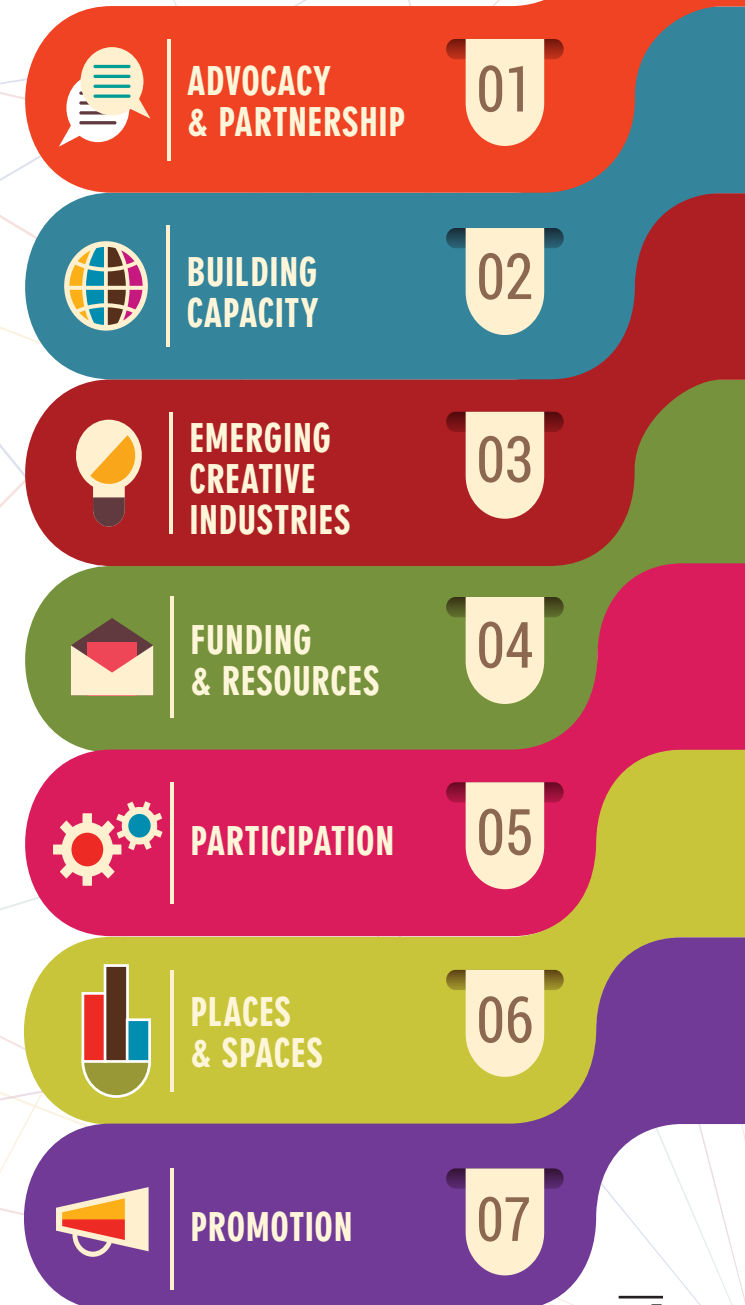 ADVOCACY
& PARTNERSHIP
01
BUILDING
CAPACITY
02
EMERGING
CREATIVE
INDUSTRIES
03
FUNDING
& RESOURCES
04
PARTICIPATION
05
PLACES
& SPACES
06
PROMOTION
07